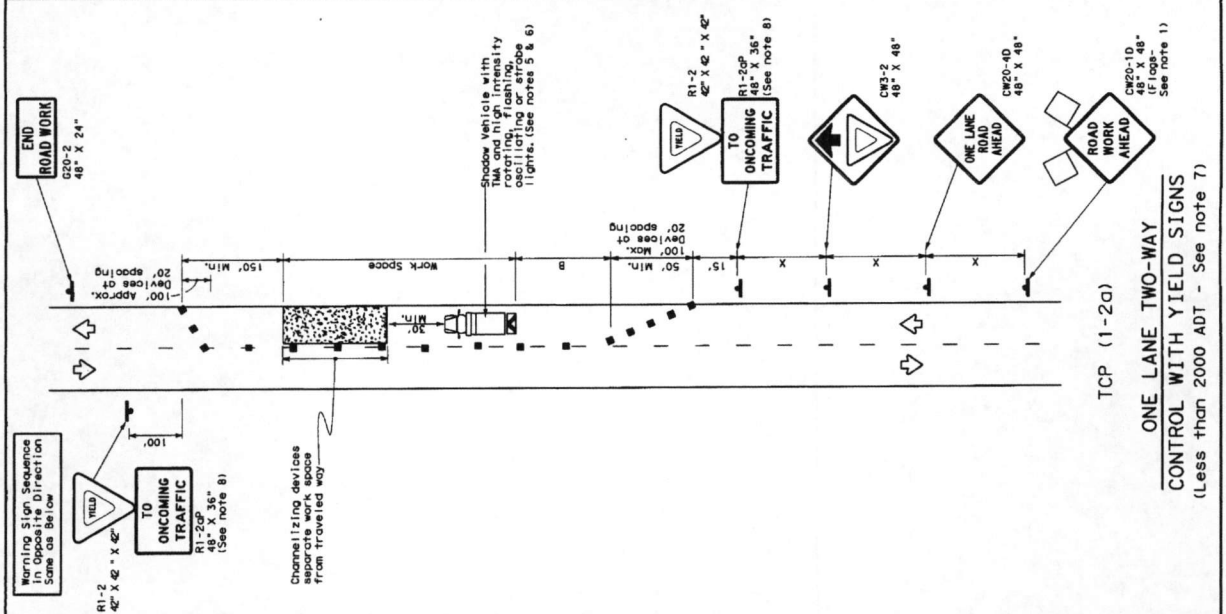 Warning Sign Sequence
in Opposite Direction
Same as Below
END
ROAD WORK
G20-2
48" X 24"
R1-2
42" X 42" X 42"
YIELD
TO
ONCOMING
TRAFFIC
R1-2aP
48" X 36"
(See note 8)
100'
100' Approx.
Devices at
20' spacing
150' Min.
Work Space
30'
Min.
Channelizing devices
separate work space
from traveled way
Shadow Vehicle with
TMA and high intensity
rotating, flashing,
oscillating or strobe
lights. (See notes 5 & 6)
B
50' Min.
100' Max.
Devices at
20' spacing
15'
X
X
X
R1-2
42" X 42" X 42"
YIELD
TO
ONCOMING
TRAFFIC
R1-2aP
48" X 36"
(See note 8)
CW3-2
48" X 48"
ONE LANE
ROAD
AHEAD
CW20-4D
48" X 48"
ROAD
WORK
AHEAD
CW20-1D
48" X 48"
(Flags-
See note 1)
TCP (1-2a)
ONE LANE TWO-WAY
CONTROL WITH YIELD SIGNS
(Less than 2000 ADT - See note 7)